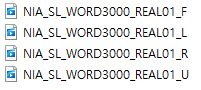 NIA_SL_WORD3000_REAL01_F
NIA_SL_WORD3000_REAL01_L
NIA_SL_WORD3000_REAL01_R
NIA_SL_WORD3000_REAL01_U